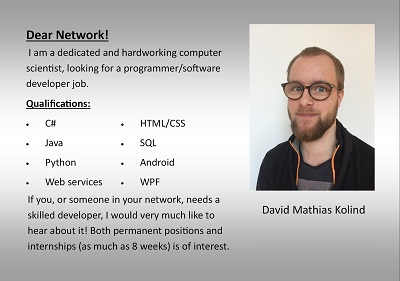 Dear Network!
I am a dedicated and hardworking computer
scientist, looking for a programmer/software
developer job.
Qualifications:
• C#
• Java
• Python
• Web services
• HTML/CSS
• SQL
• Android
• WPF
If you, or someone in your network, needs a
skilled developer, I would very much like to
hear about it! Both permanent positions and
internships (as much as 8 weeks) is of interest.
David Mathias Kolind